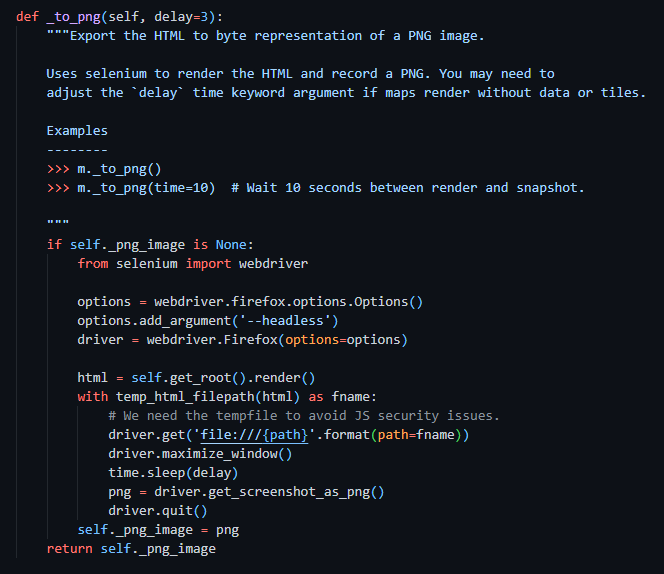 def _to_png(self, delay=3):
    """Export the HTML to byte representation of a PNG image.

    Uses selenium to render the HTML and record a PNG. You may need to
    adjust the `delay` time keyword argument if maps render without data or tiles.

    Examples
    --------
    >>> m._to_png()
    >>> m._to_png(time=10)  # Wait 10 seconds between render and snapshot.

    """
    if self._png_image is None:
        from selenium import webdriver

        options = webdriver.firefox.options.Options()
        options.add_argument('--headless')
        driver = webdriver.Firefox(options=options)

        html = self.get_root().render()
        with temp_html_filepath(html) as fname:
            # We need the tempfile to avoid JS security issues.
            driver.get('file:///{path}'.format(path=fname))
            driver.maximize_window()
            time.sleep(delay)
            png = driver.get_screenshot_as_png()
            driver.quit()
        self._png_image = png
    return self._png_image